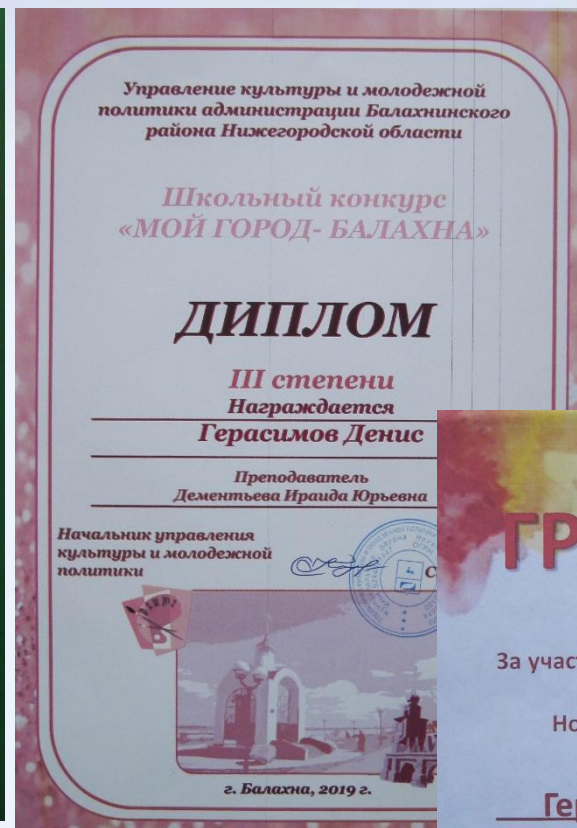 Управление культуры и молодежной
политики администрации Балахнинского
района Нижегородской области
Школьный конкурс
«МОЙ ГОРОД- БАЛАХНА»
ДИПЛОМ
III степени
Награждается
Герасимов Денис
Преподаватель
Дементьева Ираида Юрьевна
Начальник управления
культуры и молодежной
политики
г. Балахна, 2019 г.
ГР
За учас
Но
Гер